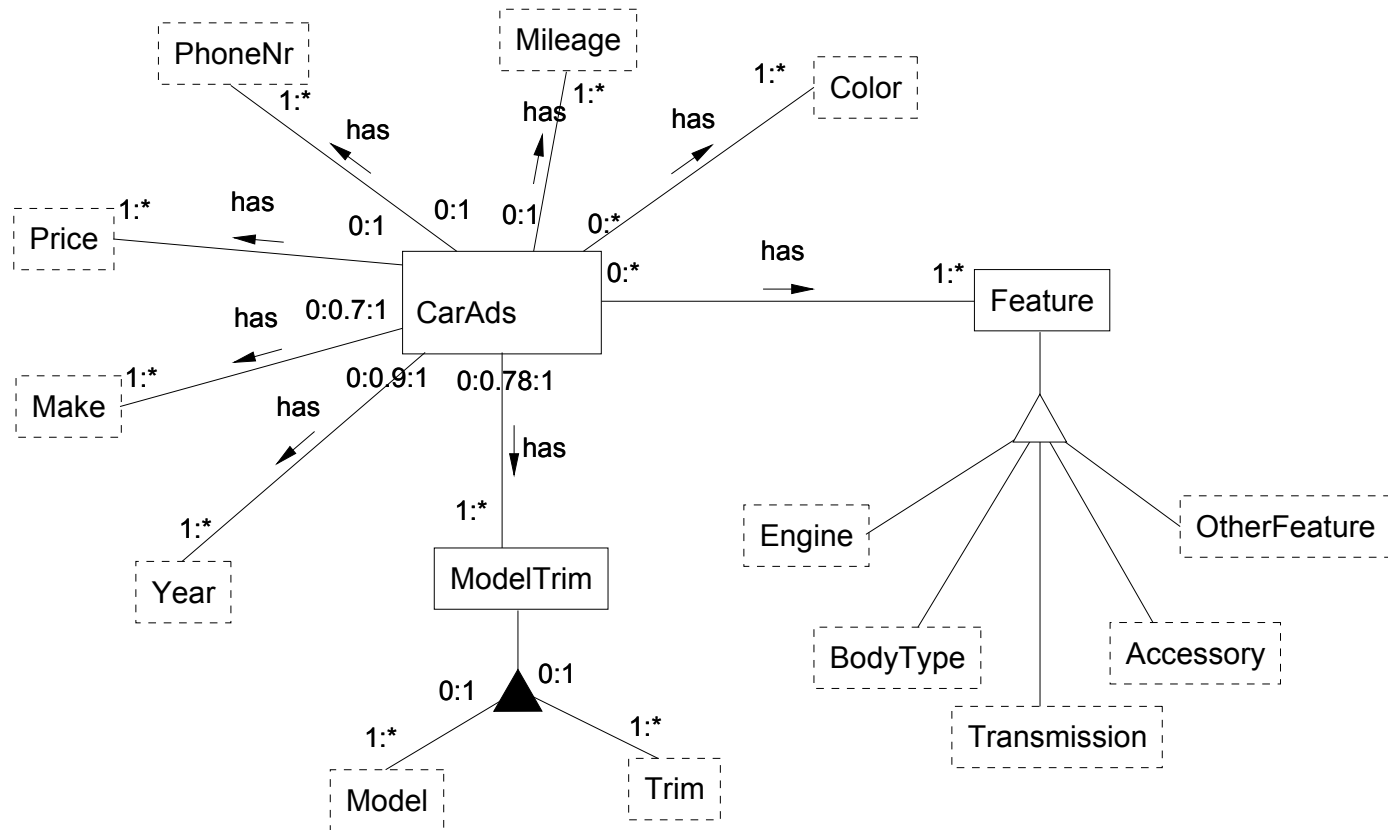 Mileage
PhoneNr
1:*
1:*
1:*
Color
has
has
has
0:1
0:1
0:*
1:*
has
Price
0:1
0:*
has
1:*
Feature
CarAds
0:0.7:1
has
1:*
Make
0:0.9:1
0:0.78:1
has
has
1:*
1:*
Year
ModelTrim
Engine
OtherFeature
BodyType
Accessory
Transmission
0:1
0:1
1:*
1:*
Model
Trim